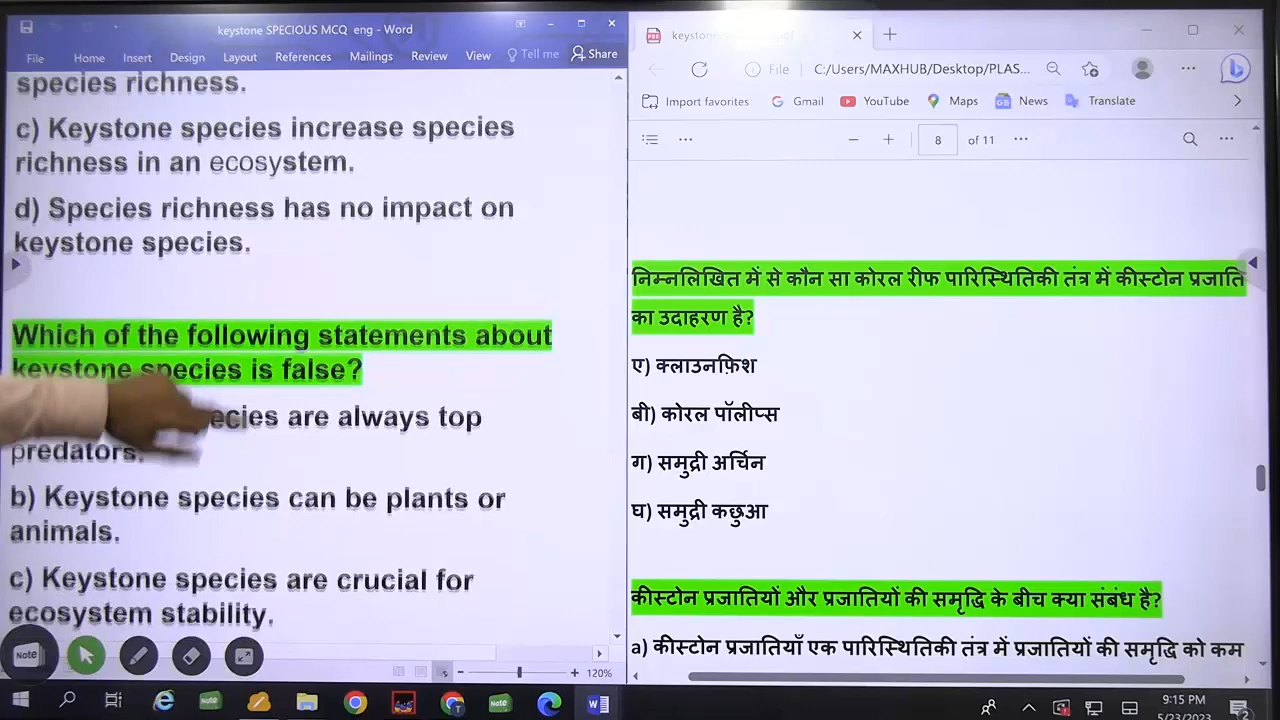 keystone SPECIOUS MCQ eng - Word
File Home Insert Design Layout References Mailings Review View Tell me Share
species richness.
c) Keystone species increase species
richness in an ecosystem.
d) Species richness has no impact on
keystone species.
Which of the following statements about
keystone species is false?
species are always top
predators.
b) Keystone species can be plants or
animals.
c) Keystone species are crucial for
ecosystem stability.
Note
120%
keystone
File C:/Users/MAXHUB/Desktop/PLAS...
Import favorites Gmail YouTube Maps News Translate
8 of 11
निम्नलिखित में से कौन सा कोरल रीफ पारिस्थितिकी तंत्र में कीस्टोन प्रजाति
का उदाहरण है?
ए) क्लाउनफ़िश
बी) कोरल पॉलीप्स
ग) समुद्री अर्चिन
घ) समुद्री कछुआ
कीस्टोन प्रजातियों और प्रजातियों की समृद्धि के बीच क्या संबंध है?
a) कीस्टोन प्रजातियाँ एक पारिस्थितिकी तंत्र में प्रजातियों की समृद्धि को कम
9:15 PM